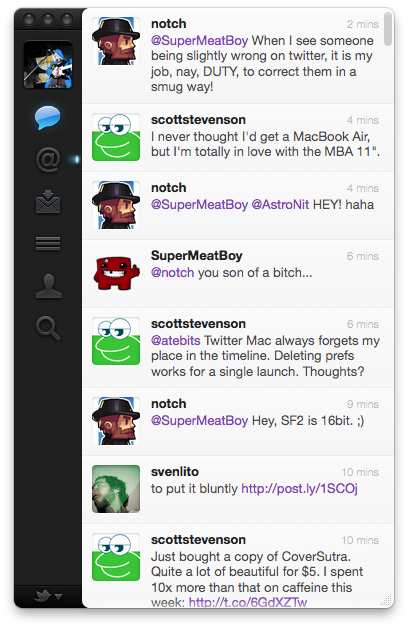 notch 2 mins
@SuperMeatBoy When I see someone
being slightly wrong on twitter, it is my
job, nay, DUTY, to correct them in a
smug way!
scottstevenson 4 mins
I never thought I'd get a MacBook Air,
but I'm totally in love with the MBA 11".
notch 4 mins
@SuperMeatBoy @AstroNit HEY! haha
SuperMeatBoy 6 mins
@notch you son of a bitch...
scottstevenson 6 mins
@atebits Twitter Mac always forgets my
place in the timeline. Deleting prefs
works for a single launch. Thoughts?
notch 9 mins
@SuperMeatBoy Hey, SF2 is 16bit. ;)
svenlito 10 mins
to put it bluntly http://post.ly/1SCOj
scottstevenson 10 mins
Just bought a copy of CoverSutra.
Quite a lot of beautiful for $5. I spent
10x more than that on caffeine this
week: http://t.co/6GdXZTw